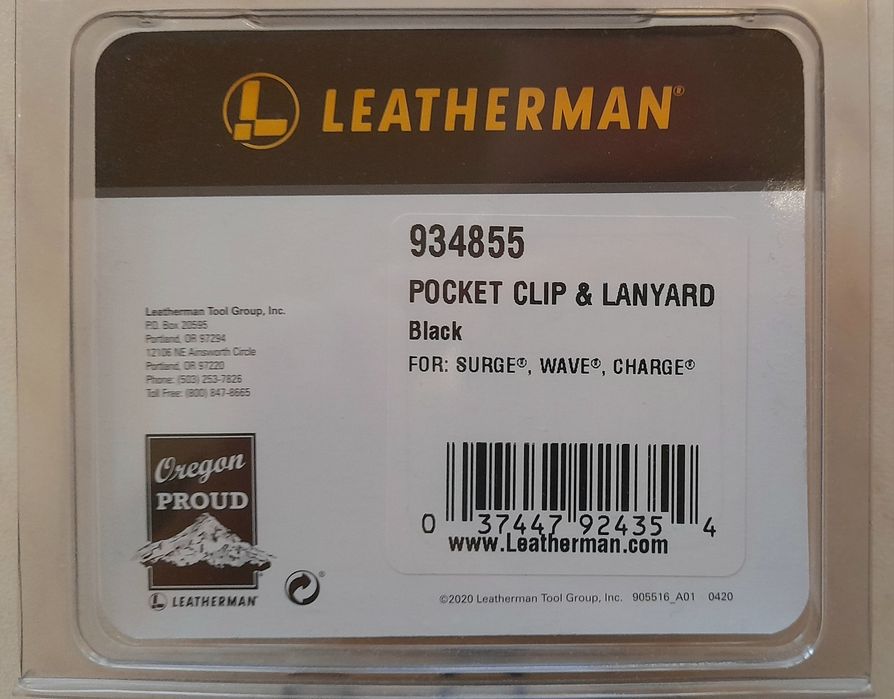 LEATHERMAN®
934855
POCKET CLIP & LANYARD
Black
FOR: SURGE®, WAVE®, CHARGE®
Leatherman Tool Group, Inc.
P.O. Box 20595
Portland, OR 97294
12106 NE Ainsworth Circle
Portland, OR 97220
Phone: (503) 253-7826
Toll Free: (800) 847-8665
Oregon
PROUD
LEATHERMAN®
0 37447 92435 4
www.Leatherman.com
©2020 Leatherman Tool Group, Inc. 905516_A01 0420